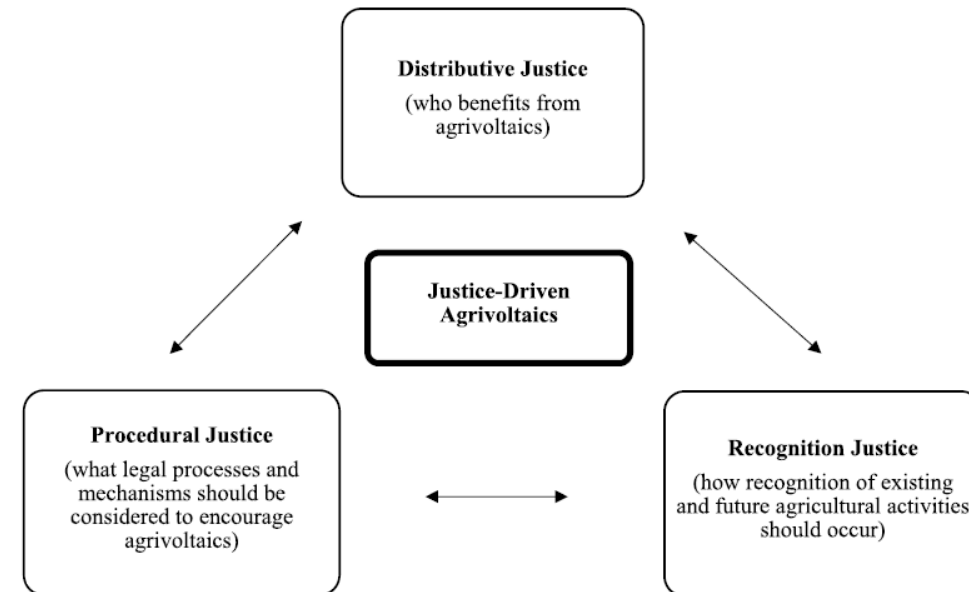 Distributive Justice
(who benefits from
agrivoltaics)
Justice-Driven
Agrivoltaics
Procedural Justice
(what legal processes and
mechanisms should be
considered to encourage
agrivoltaics)
Recognition Justice
(how recognition of existing
and future agricultural activities
should occur)